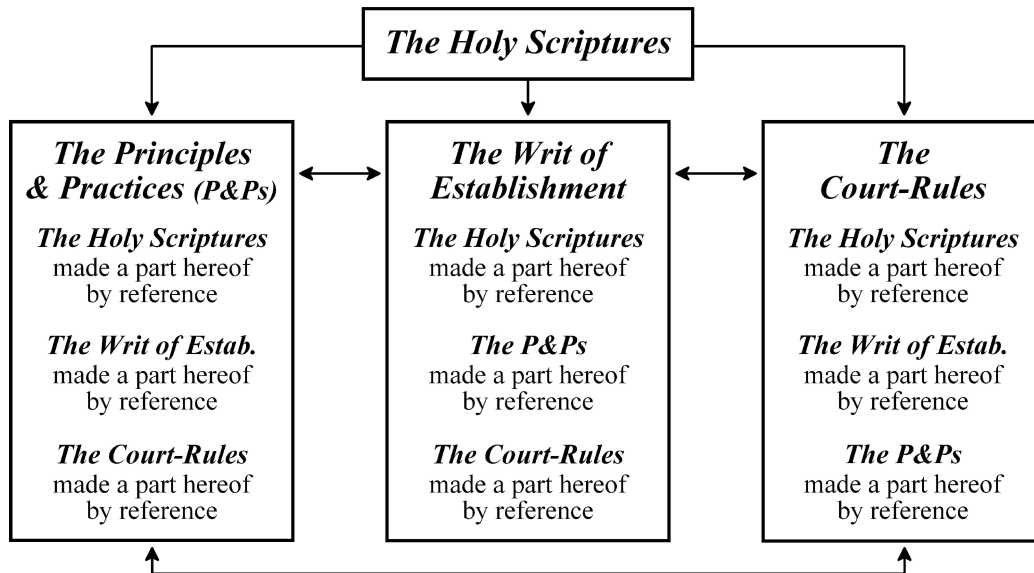 The Holy Scriptures
The Principles
& Practices (P&Ps)
The Holy Scriptures
made a part hereof
by reference
The Writ of Estab.
made a part hereof
by reference
The Court-Rules
made a part hereof
by reference
The Writ of
Establishment
The Holy Scriptures
made a part hereof
by reference
The P&Ps
made a part hereof
by reference
The Court-Rules
made a part hereof
by reference
The
Court-Rules
The Holy Scriptures
made a part hereof
by reference
The Writ of Estab.
made a part hereof
by reference
The P&Ps
made a part hereof
by reference